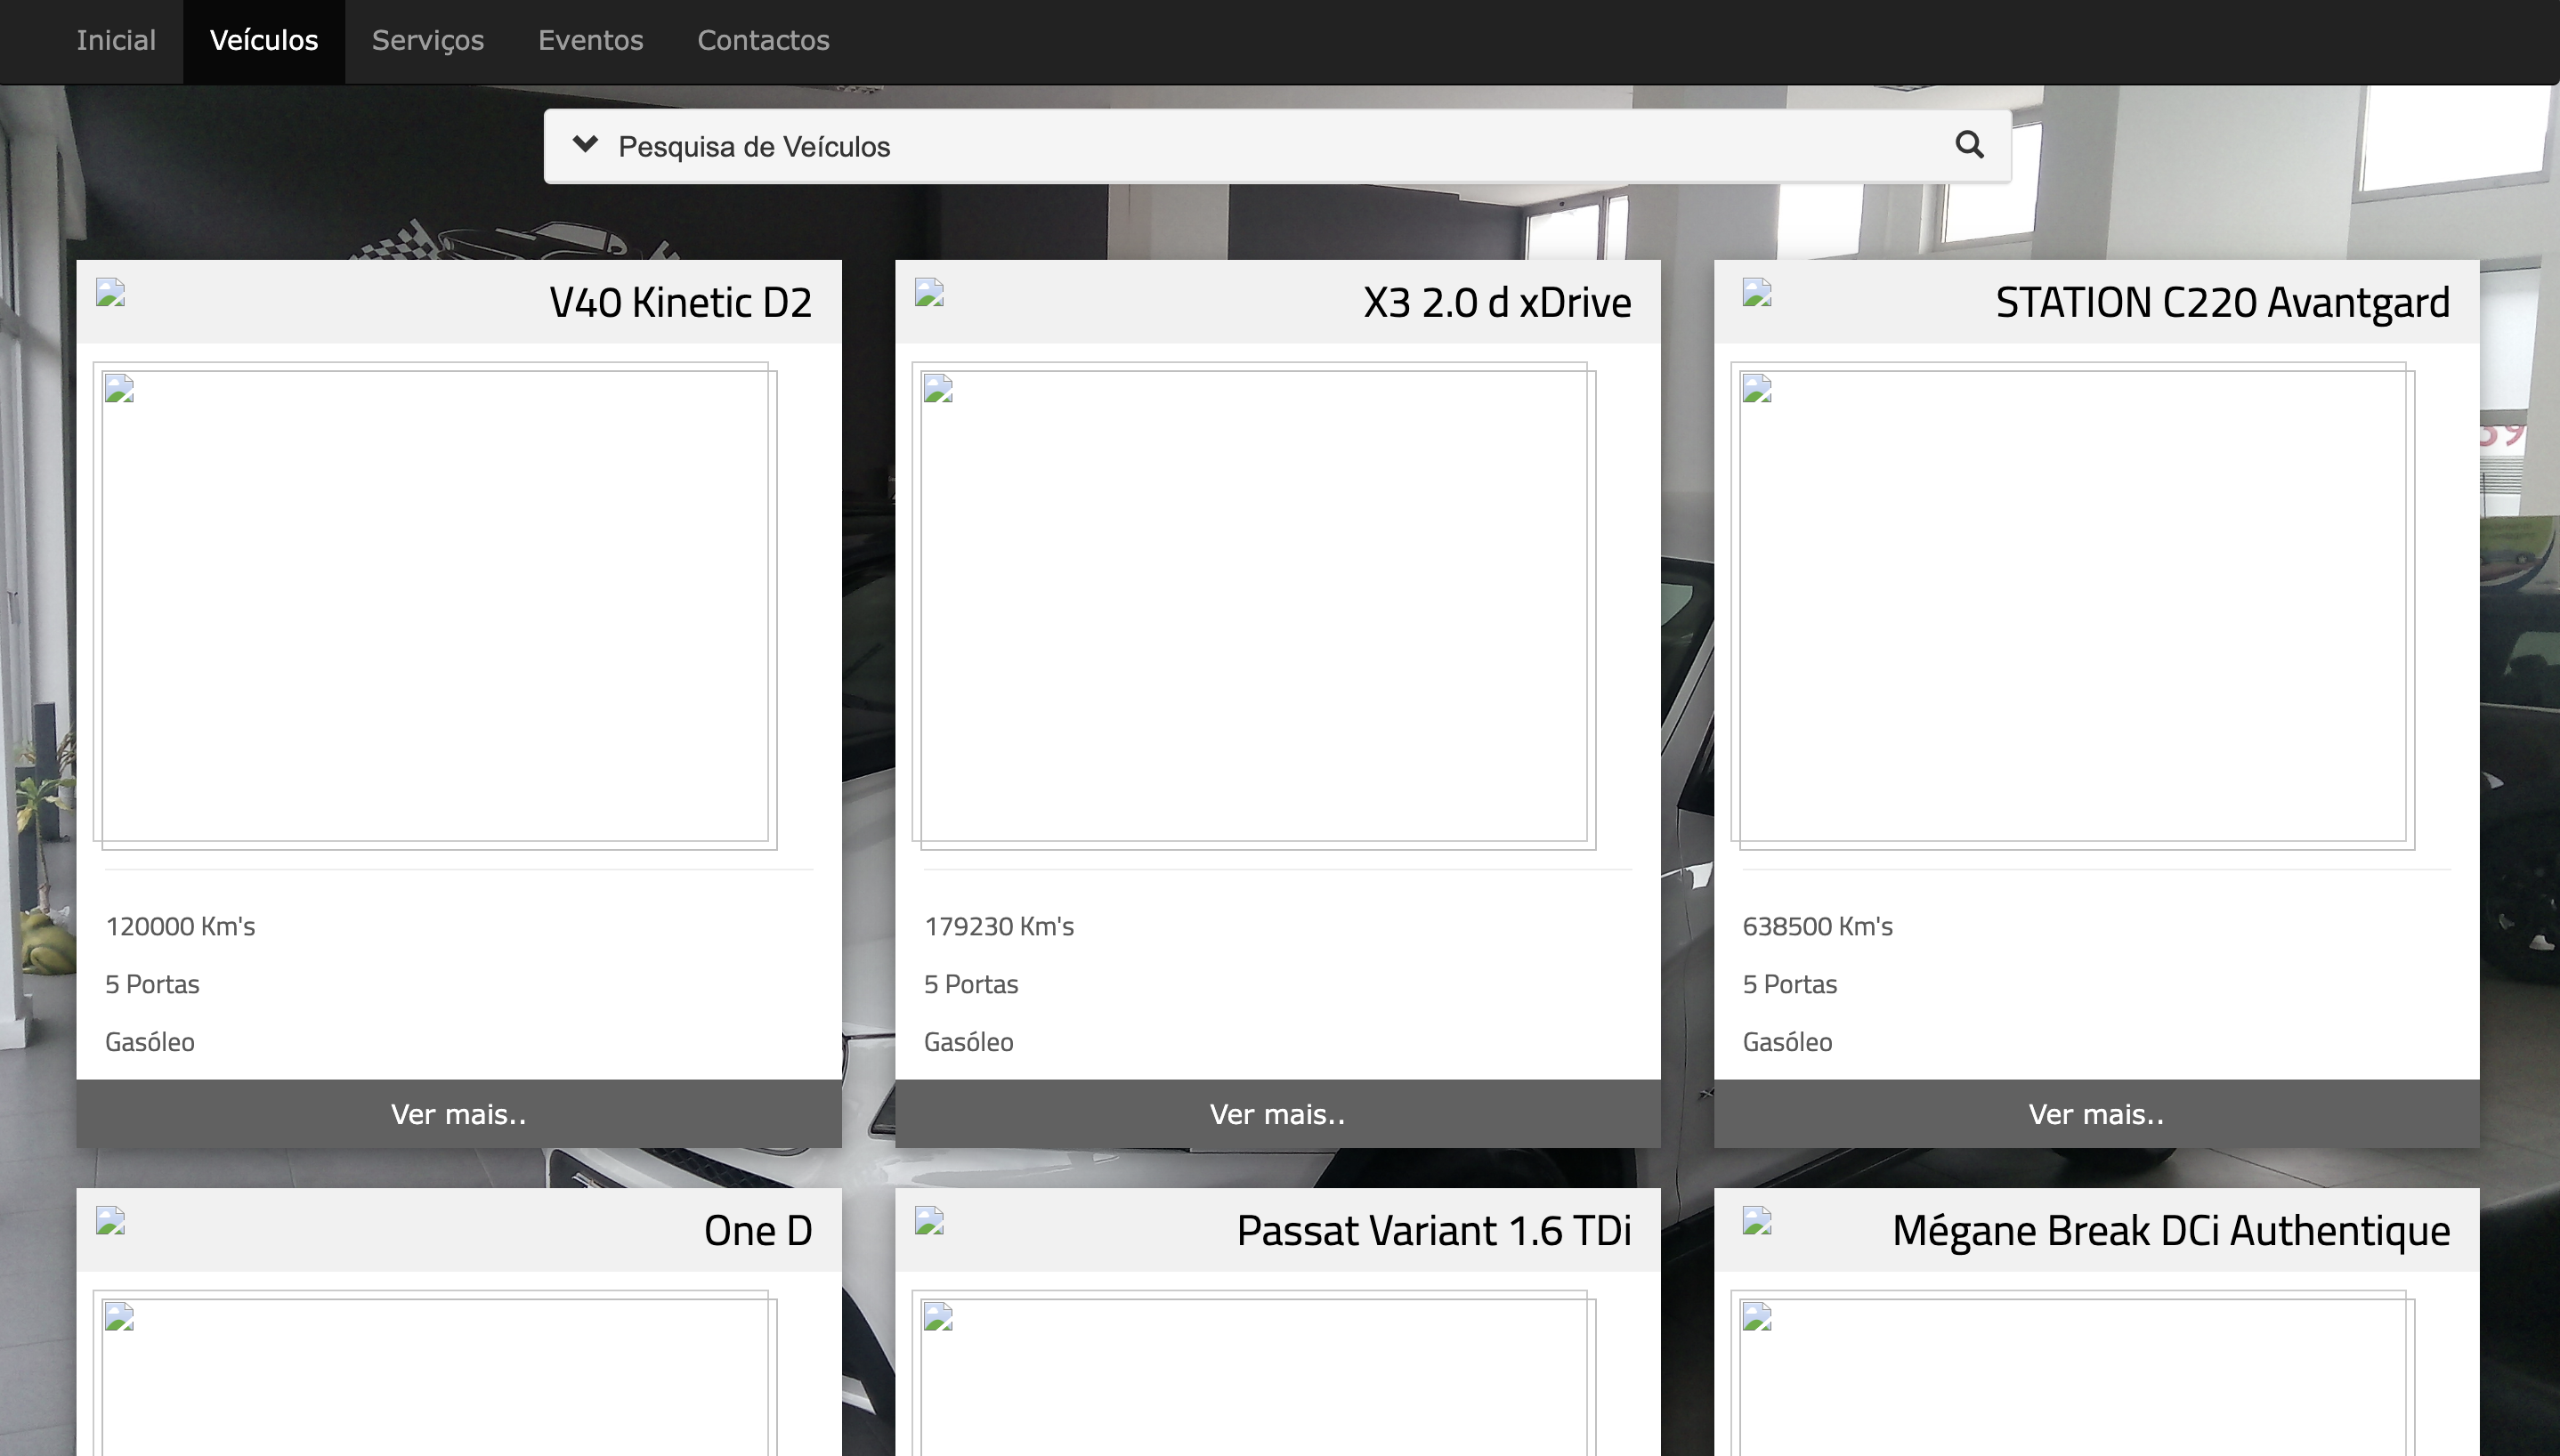 Inicial Veículos Serviços Eventos Contactos
Pesquisa de Veículos
V40 Kinetic D2
120000 Km's
5 Portas
Gasóleo
Ver mais..
X3 2.0 d xDrive
179230 Km's
5 Portas
Gasóleo
Ver mais..
STATION C220 Avantgard
638500 Km's
5 Portas
Gasóleo
Ver mais..
One D
Passat Variant 1.6 TDi
Mégane Break DCi Authentique